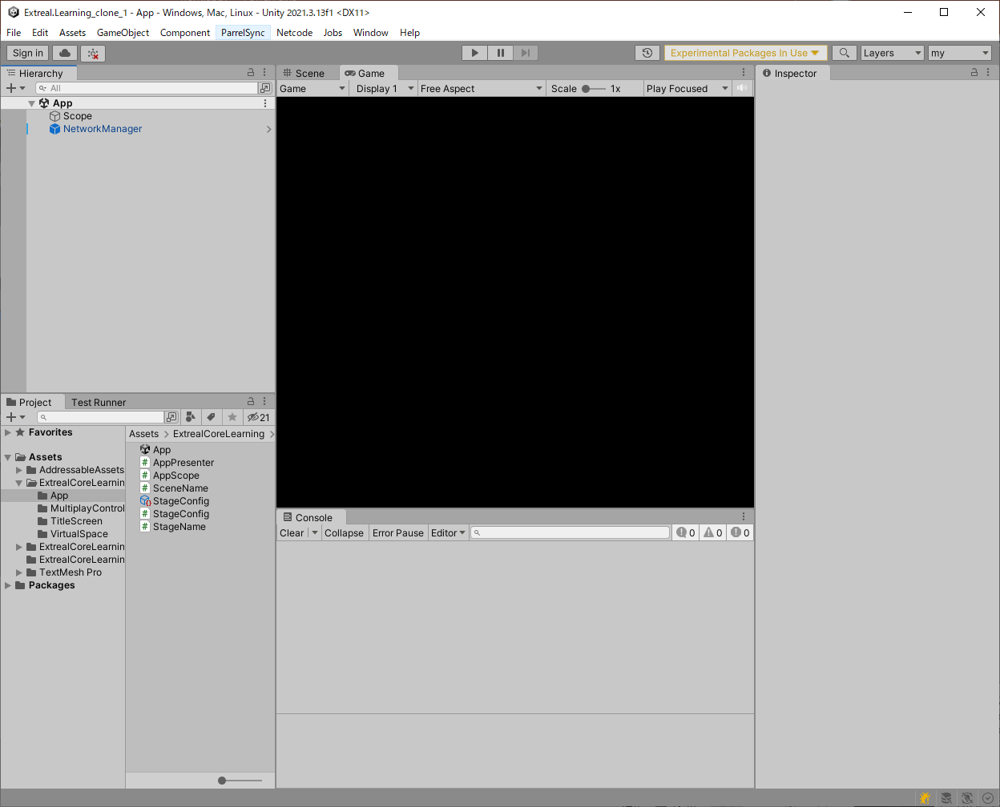 Extreal.Learning_clone_1 - App - Windows, Mac, Linux - Unity 2021.3.13f1 <DX11>
File Edit Assets GameObject Component ParrelSync Netcode Jobs Window Help
Sign in Experimental Packages In Use Layers my
Hierarchy
All
App
Scope
NetworkManager
Scene Game
Game Display 1 Free Aspect Scale 1x Play Focused
Inspector
Project Test Runner
21
Favorites
Assets
AddressableAssets
ExtrealCoreLearnin
App
MultiplayControl
TitleScreen
VirtualSpace
ExtrealCoreLearnin
ExtrealCoreLearnin
TextMesh Pro
Packages
Assets > ExtrealCoreLearning >
App
# AppPresenter
# AppScope
# SceneName
StageConfig
# StageConfig
# StageName
Console
Clear Collapse Error Pause Editor 0 0 0